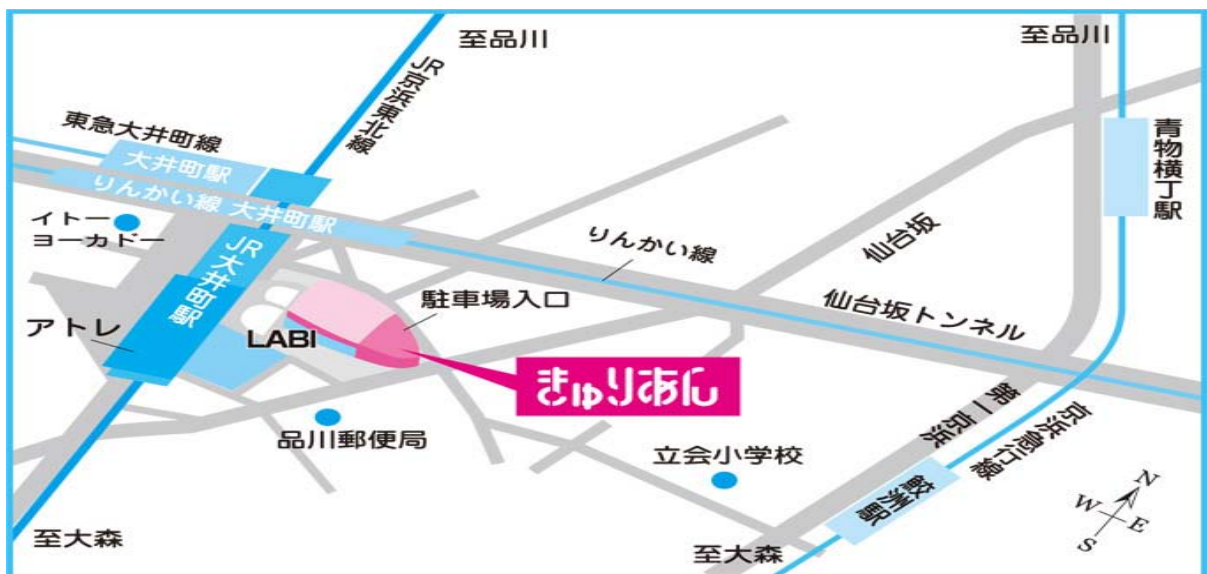 至品川
至品川
JR京浜東北線
東急大井町線
大井町駅
りんかい線 大井町駅
青物横丁駅
イトー
ヨーカドー
JR大井町駅
りんかい線
仙台坂
駐車場入口
仙台坂トンネル
アトレ
LABI
きゅりあん
品川郵便局
第一京浜
京浜急行線
立会小学校
鮫洲駅
N
W
E
S
至大森
至大森